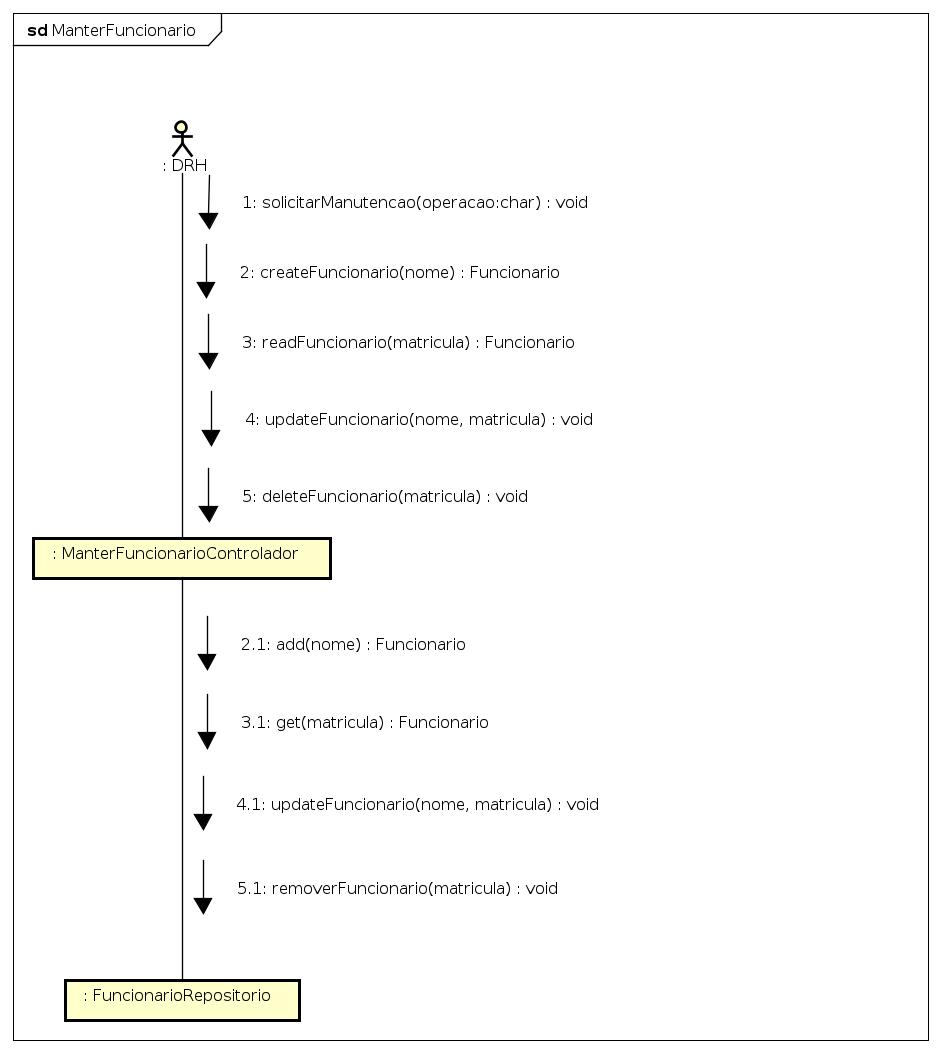 sd ManterFuncionario
: DRH
1: solicitarManutencao(operacao:char) : void
2: createFuncionario(nome) : Funcionario
3: readFuncionario(matricula) : Funcionario
4: updateFuncionario(nome, matricula) : void
5: deleteFuncionario(matricula) : void
: ManterFuncionarioControlador
2.1: add(nome) : Funcionario
3.1: get(matricula) : Funcionario
4.1: updateFuncionario(nome, matricula) : void
5.1: removerFuncionario(matricula) : void
: FuncionarioRepositorio